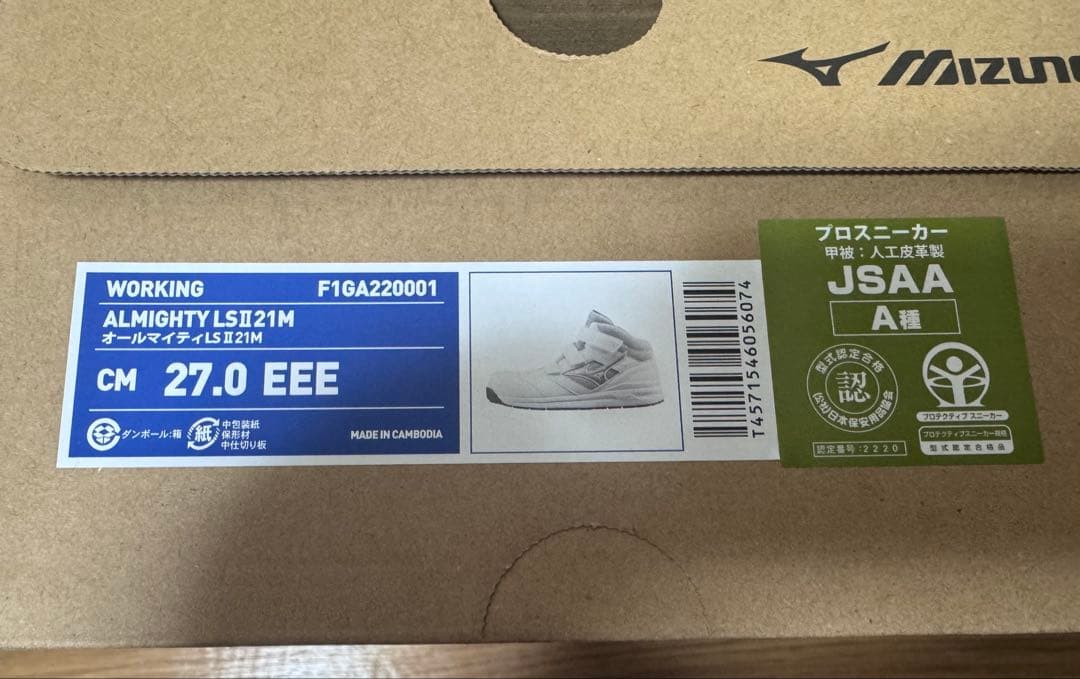 MIZUNO
WORKING F1GA220001
ALMIGHTY LSⅡ21M
オールマイティLSⅡ21M
CM 27.0 EEE
ダンボール:箱
紙
中包装紙
保形材
中仕切り板
MADE IN CAMBODIA
T4571546056074
プロスニーカー
甲被:人工皮革製
JSAA
A種
型式認定合格
認
(公社)日本保安用品協会
認定番号:2220
プロテクティブ スニーカー
プロテクティブスニーカー規格
型式認定合格品